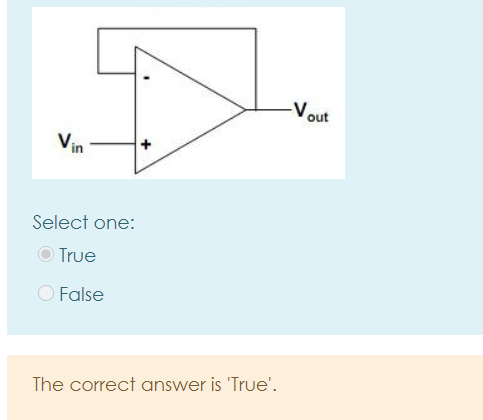 -
Vout
Vin
+
Select one:
True
False
The correct answer is 'True'.